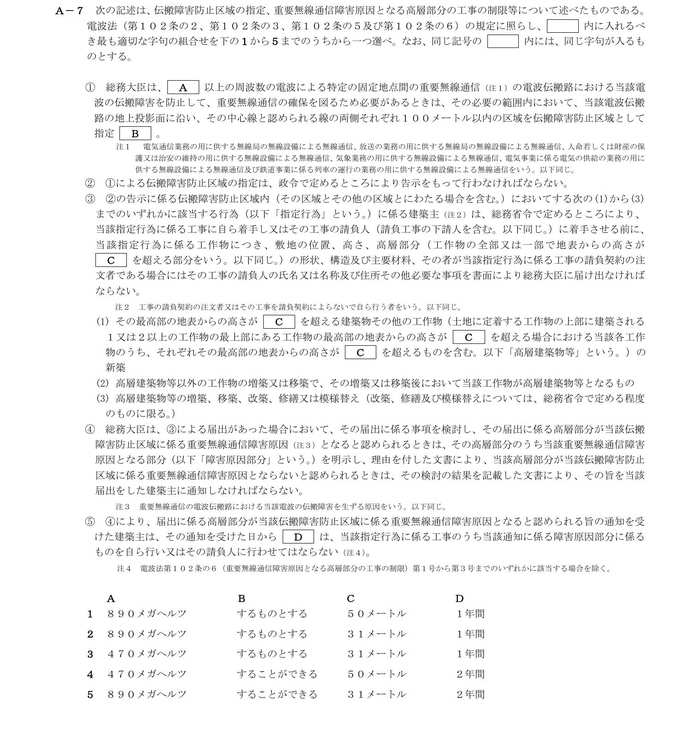 A－7 次の記述は、伝搬障害防止区域の指定、重要無線通信障害原因となる高層部分の工事の制限等について述べたものである。
電波法（第１０２条の２、第１０２条の３、第１０２条の５及び第１０２条の６）の規定に照らし、 内に入れるべ
き最も適切な字句の組合せを下の1から5までのうちから一つ選べ。なお、同じ記号の 内には、同じ字句が入るも
のとする。
① 総務大臣は、 A 以上の周波数の電波による特定の固定地点間の重要無線通信（注１）の電波伝搬路における当該電
波の伝搬障害を防止して、重要無線通信の確保を図るため必要があるときは、その必要の範囲内において、当該電波伝搬
路の地上投影面に沿い、その中心線と認められる線の両側それぞれ１００メートル以内の区域を伝搬障害防止区域として
指定 B 。
注１ 電気通信業務の用に供する無線局の無線設備による無線通信、放送の業務の用に供する無線局の無線設備による無線通信、人命若しくは財産の保
護又は治安の維持の用に供する無線設備による無線通信、気象業務の用に供する無線設備による無線通信、電気事業に係る電気の供給の業務の用に
供する無線設備による無線通信及び鉄道事業に係る列車の運行の業務の用に供する無線設備による無線通信をいう。以下同じ。
② ①による伝搬障害防止区域の指定は、政令で定めるところにより告示をもって行わなければならない。
③ ②の告示に係る伝搬障害防止区域内（その区域とその他の区域とにわたる場合を含む。）においてする次の(1)から(3)
までのいずれかに該当する行為（以下「指定行為」という。）に係る建築主（注２）は、総務省令で定めるところにより、
当該指定行為に係る工事に自ら着手し又はその工事の請負人（請負工事の下請人を含む。以下同じ。）に着手させる前に、
当該指定行為に係る工作物につき、敷地の位置、高さ、高層部分（工作物の全部又は一部で地表からの高さが
C を超える部分をいう。以下同じ。）の形状、構造及び主要材料、その者が当該指定行為に係る工事の請負契約の注
文者である場合にはその工事の請負人の氏名又は名称及び住所その他必要な事項を書面により総務大臣に届け出なければ
ならない。
注２ 工事の請負契約の注文者又はその工事を請負契約によらないで自ら行う者をいう。以下同じ。
(1) その最高部の地表からの高さが C を超える建築物その他の工作物（土地に定着する工作物の上部に建築される
１又は２以上の工作物の最上部にある工作物の最高部の地表からの高さが C を超える場合における当該各工作
物のうち、それぞれその最高部の地表からの高さが C を超えるものを含む。以下「高層建築物等」という。）の
新築
(2) 高層建築物等以外の工作物の増築又は移築で、その増築又は移築後において当該工作物が高層建築物等となるもの
(3) 高層建築物等の増築、移築、改築、修繕又は模様替え（改築、修繕及び模様替えについては、総務省令で定める程度
のものに限る。）
④ 総務大臣は、③による届出があった場合において、その届出に係る事項を検討し、その届出に係る高層部分が当該伝搬
障害防止区域に係る重要無線通信障害原因（注３）となると認められるときは、その高層部分のうち当該重要無線通信障害
原因となる部分（以下「障害原因部分」という。）を明示し、理由を付した文書により、当該高層部分が当該伝搬障害防止
区域に係る重要無線通信障害原因とならないと認められるときは、その検討の結果を記載した文書により、その旨を当該
届出をした建築主に通知しなければならない。
注３ 重要無線通信の電波伝搬路における当該電波の伝搬障害を生ずる原因をいう。以下同じ。
⑤ ④により、届出に係る高層部分が当該伝搬障害防止区域に係る重要無線通信障害原因となると認められる旨の通知を受
けた建築主は、その通知を受けた日から D は、当該指定行為に係る工事のうち当該通知に係る障害原因部分に係る
ものを自ら行い又はその請負人に行わせてはならない（注４）。
注４ 電波法第１０２条の６（重要無線通信障害原因となる高層部分の工事の制限）第１号から第３号までのいずれかに該当する場合を除く。
A B C D
1 ８９０メガヘルツ するものとする ５０メートル １年間
2 ８９０メガヘルツ するものとする ３１メートル １年間
3 ４７０メガヘルツ するものとする ３１メートル １年間
4 ４７０メガヘルツ することができる ５０メートル ２年間
5 ８９０メガヘルツ することができる ３１メートル ２年間